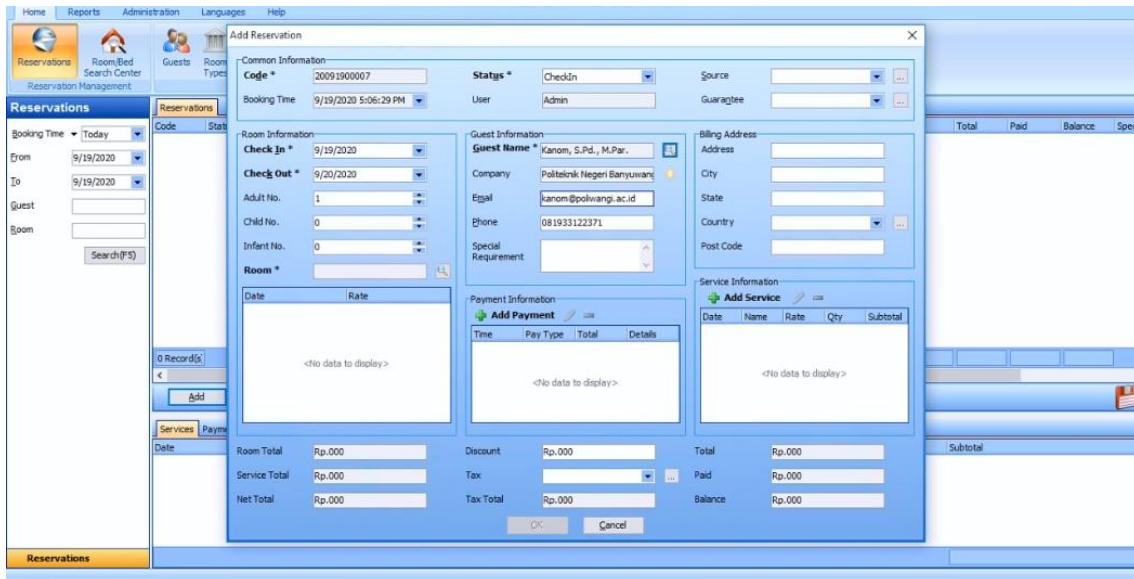 Home Reports Administration Languages Help
Reservations Room/Bed Search Center Guests Room Types
Reservation Management
Reservations
Booking Time Today
From 9/19/2020
To 9/19/2020
Guest
Room
Search(F5)
Reservations
Reservations
Code Stat Total Paid Balance Spec
0 Record(s)
Add
Services Payme
Date Subtotal
Add Reservation
Common Information
Code * 20091900007 Status * CheckIn Source ...
Booking Time 9/19/2020 5:06:29 PM User Admin Guarantee ...
Room Information
Check In * 9/19/2020
Check Out * 9/20/2020
Adult No. 1
Child No. 0
Infant No. 0
Room *
Date Rate
<No data to display>
Guest Information
Guest Name * Kanom, S.Pd., M.Par.
Company Politeknik Negeri Banyuwang
Email kanom@poliwangi.ac.id
Phone 081933122371
Special Requirement
Payment Information
Add Payment
Time Pay Type Total Details
<No data to display>
Billing Address
Address
City
State
Country ...
Post Code
Service Information
Add Service
Date Name Rate Qty Subtotal
<No data to display>
Room Total Rp.000 Discount Rp.000 Total Rp.000
Service Total Rp.000 Tax ... Paid Rp.000
Net Total Rp.000 Tax Total Rp.000 Balance Rp.000
OK Cancel